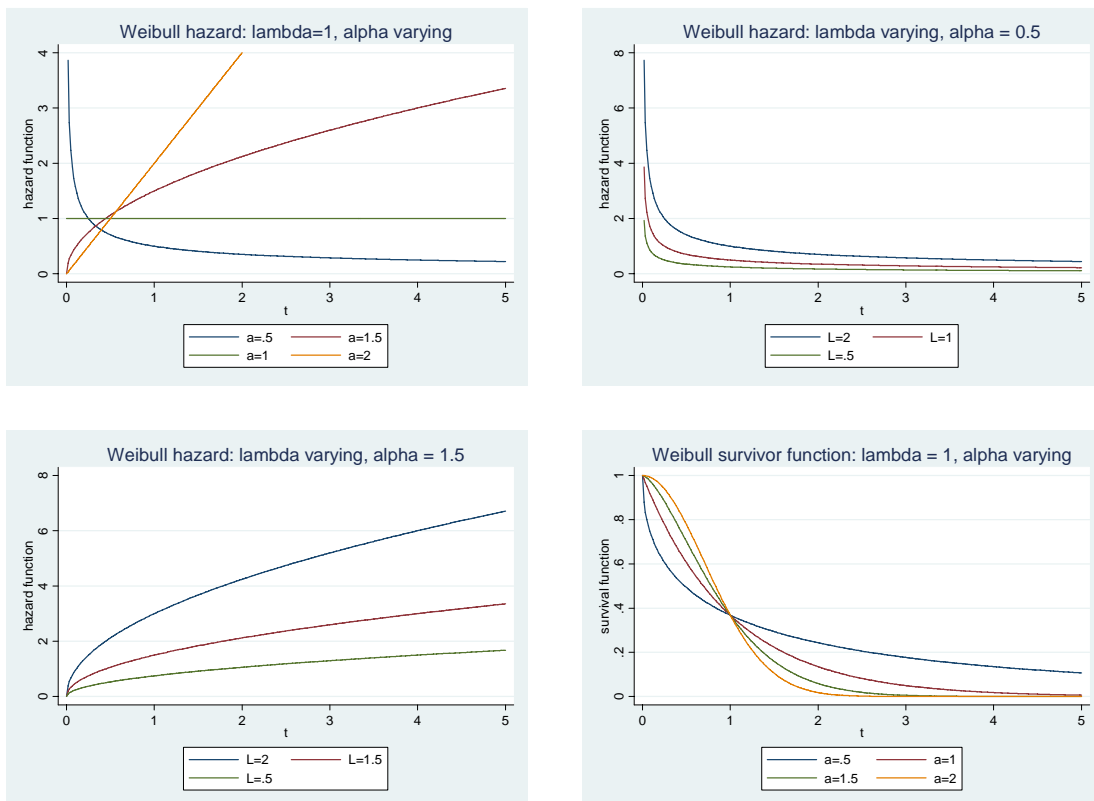 Weibull hazard: lambda=1, alpha varying
4
3
2
1
0
hazard function
0 1 2 3 4 5
t
a=.5 a=1.5
a=1 a=2
Weibull hazard: lambda varying, alpha = 0.5
8
6
4
2
0
hazard function
0 1 2 3 4 5
t
L=2 L=1
L=.5
Weibull hazard: lambda varying, alpha = 1.5
8
6
4
2
0
hazard function
0 1 2 3 4 5
t
L=2 L=1.5
L=.5
Weibull survivor function: lambda = 1, alpha varying
1
.8
.6
.4
.2
0
survival function
0 1 2 3 4 5
t
a=.5 a=1
a=1.5 a=2